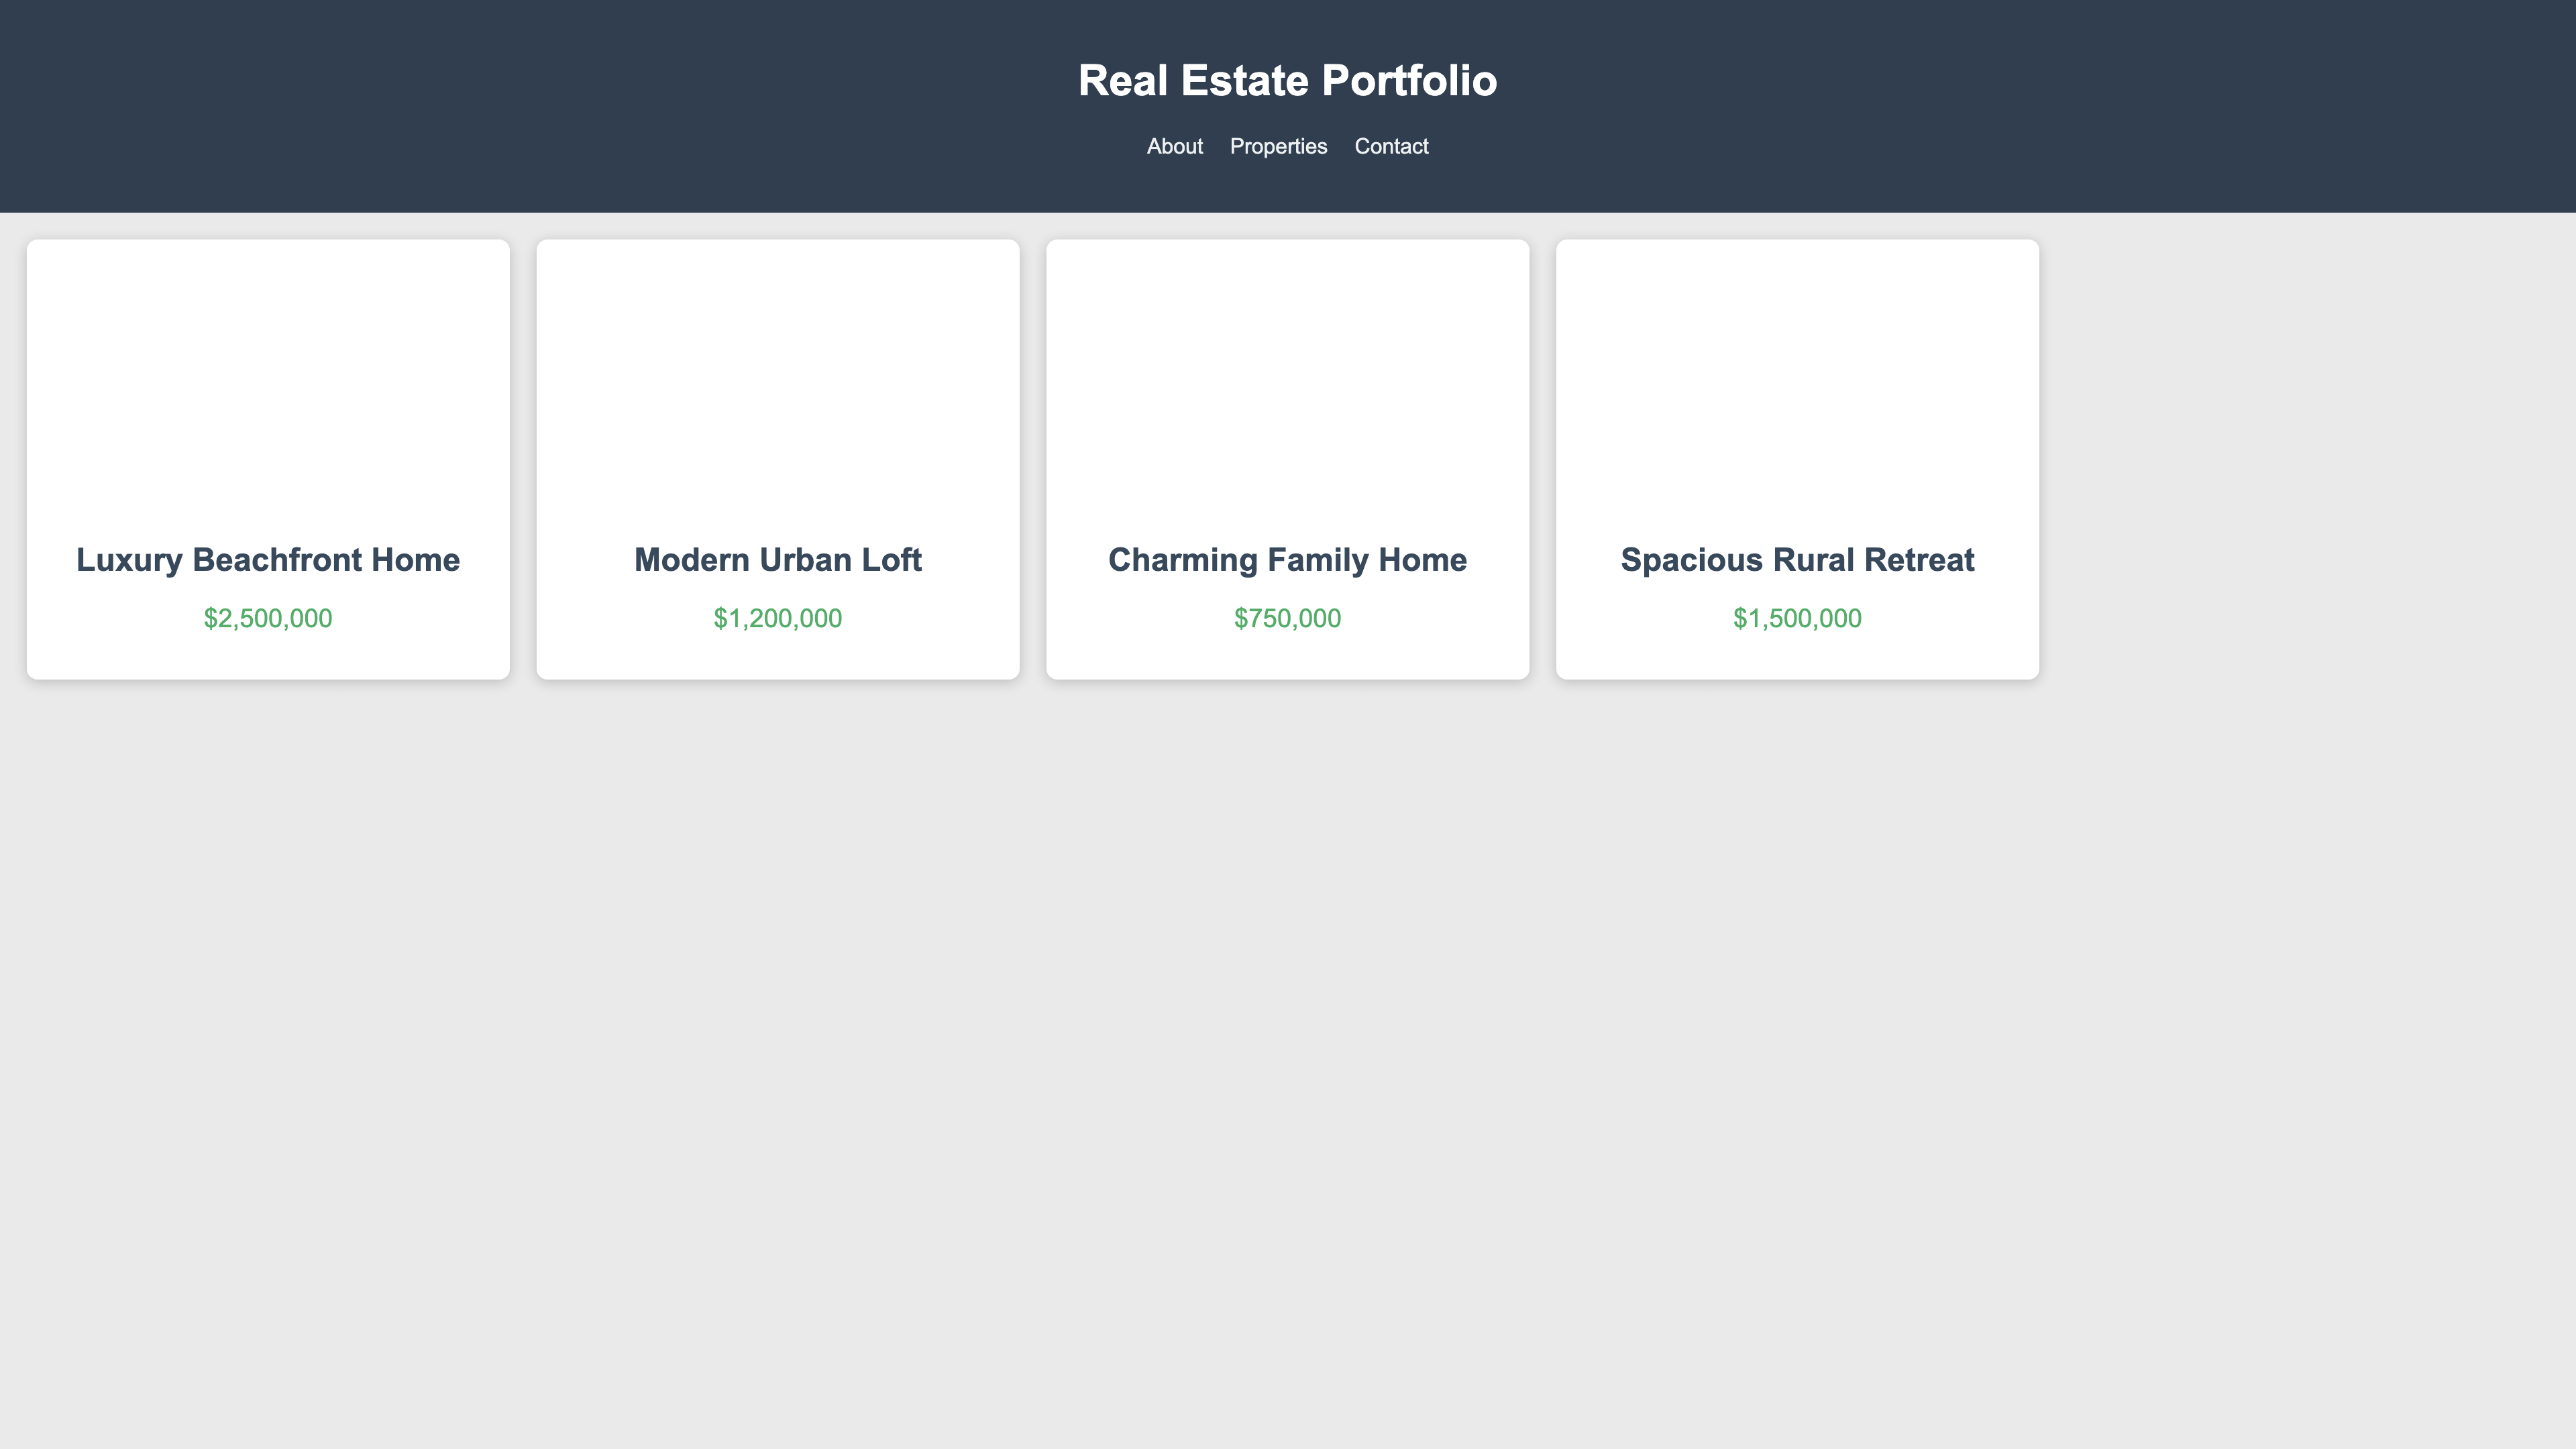 Real Estate Portfolio
About Properties Contact
Luxury Beachfront Home
$2,500,000
Modern Urban Loft
$1,200,000
Charming Family Home
$750,000
Spacious Rural Retreat
$1,500,000